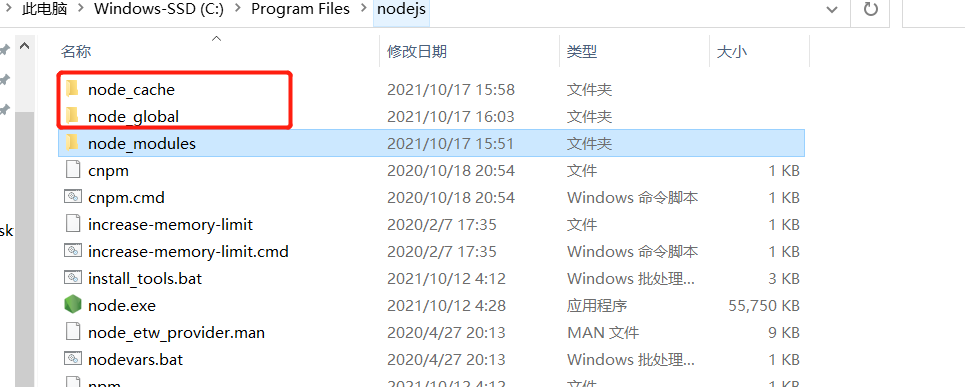 此电脑 > Windows-SSD (C:) > Program Files > nodejs
名称 修改日期 类型 大小
node_cache 2021/10/17 15:58 文件夹
node_global 2021/10/17 16:03 文件夹
node_modules 2021/10/17 15:51 文件夹
cnpm 2020/10/18 20:54 文件 1 KB
cnpm.cmd 2020/10/18 20:54 Windows 命令脚本 1 KB
increase-memory-limit 2020/2/7 17:35 文件 1 KB
sk
increase-memory-limit.cmd 2020/2/7 17:35 Windows 命令脚本 1 KB
install_tools.bat 2021/10/12 4:12 Windows 批处理... 3 KB
node.exe 2021/10/12 4:28 应用程序 55,750 KB
node_etw_provider.man 2020/4/27 20:13 MAN 文件 9 KB
nodevars.bat 2020/4/27 20:13 Windows 批处理... 1 KB
npm 2021/10/12 4:12 文件 1 KB